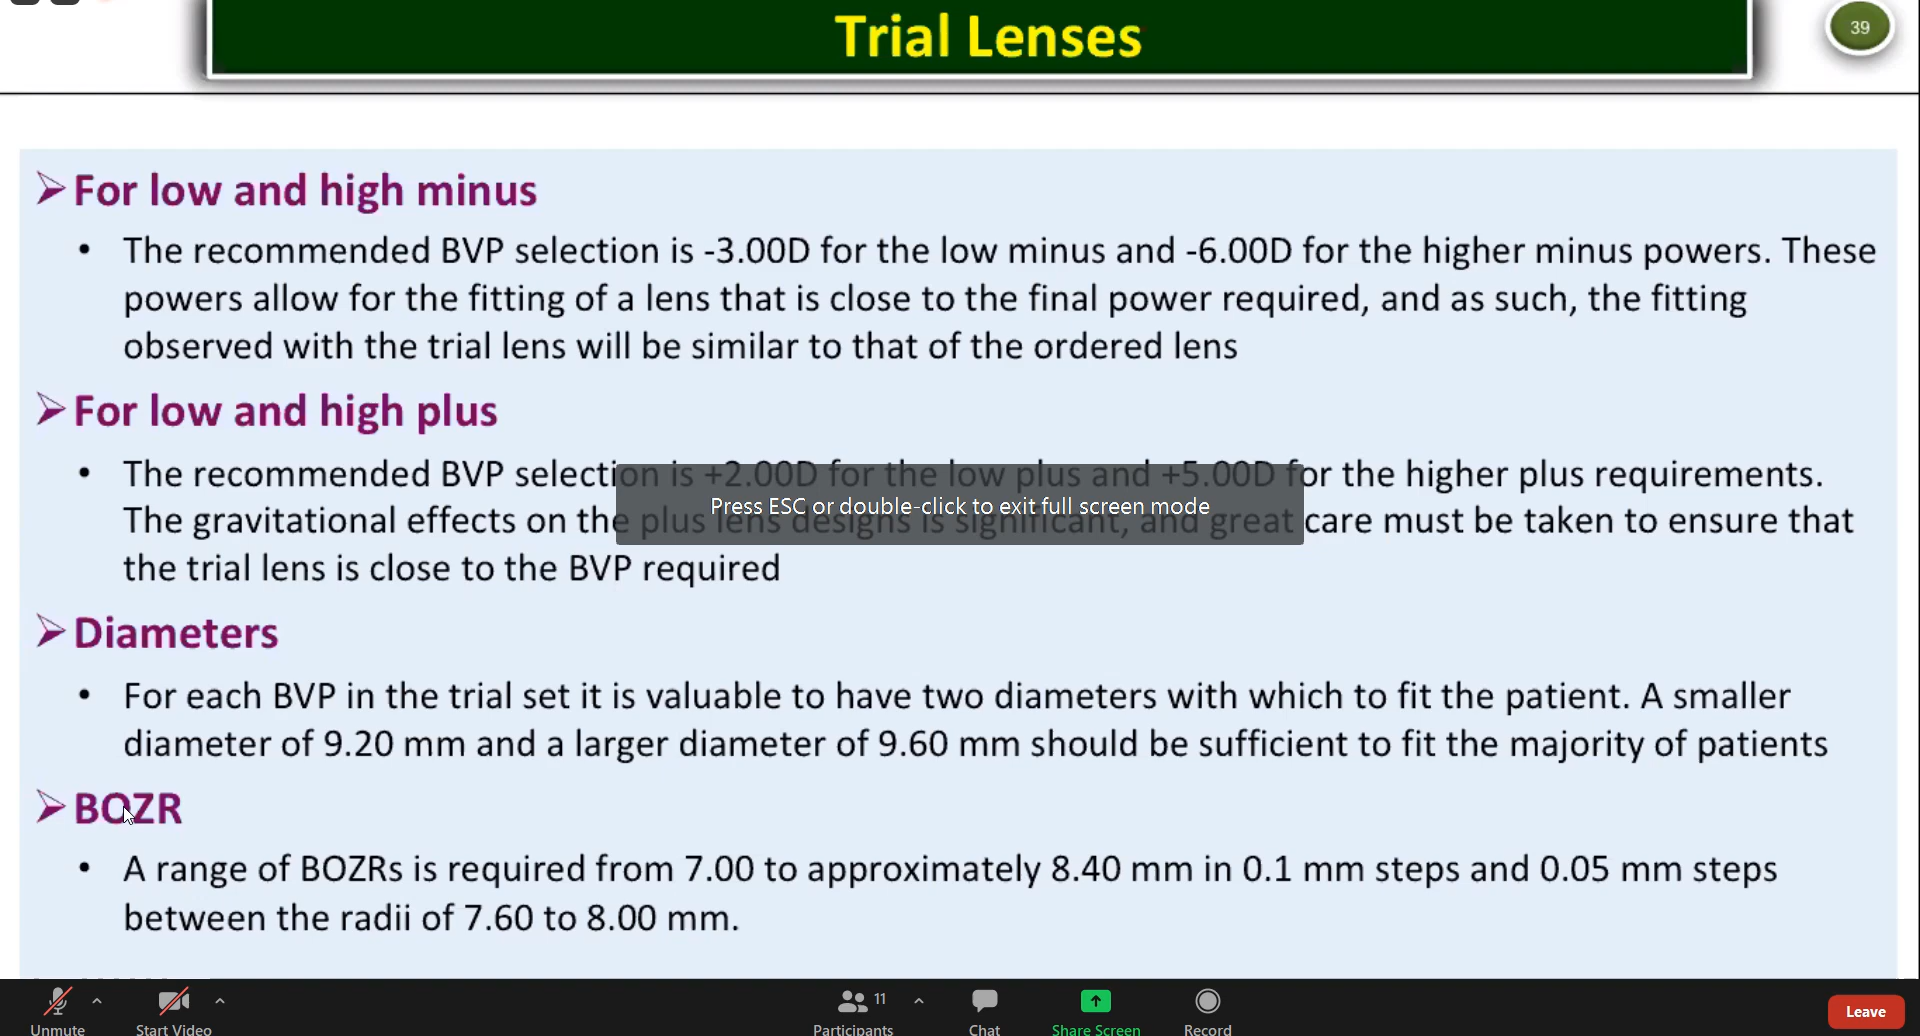 Trial Lenses
39
For low and high minus
• The recommended BVP selection is -3.00D for the low minus and -6.00D for the higher minus powers. These
powers allow for the fitting of a lens that is close to the final power required, and as such, the fitting
observed with the trial lens will be similar to that of the ordered lens
For low and high plus
• The recommended BVP selection is +2.00D for the low plus and +5.00D for the higher plus requirements.
Press ESC or double-click to exit full screen mode
The gravitational effects on the plus lens designs is significant, and great care must be taken to ensure that
the trial lens is close to the BVP required
Diameters
• For each BVP in the trial set it is valuable to have two diameters with which to fit the patient. A smaller
diameter of 9.20 mm and a larger diameter of 9.60 mm should be sufficient to fit the majority of patients
BOZR
• A range of BOZRs is required from 7.00 to approximately 8.40 mm in 0.1 mm steps and 0.05 mm steps
between the radii of 7.60 to 8.00 mm.
Unmute
Start Video
11
Participants
Chat
Share Screen
Record
Leave